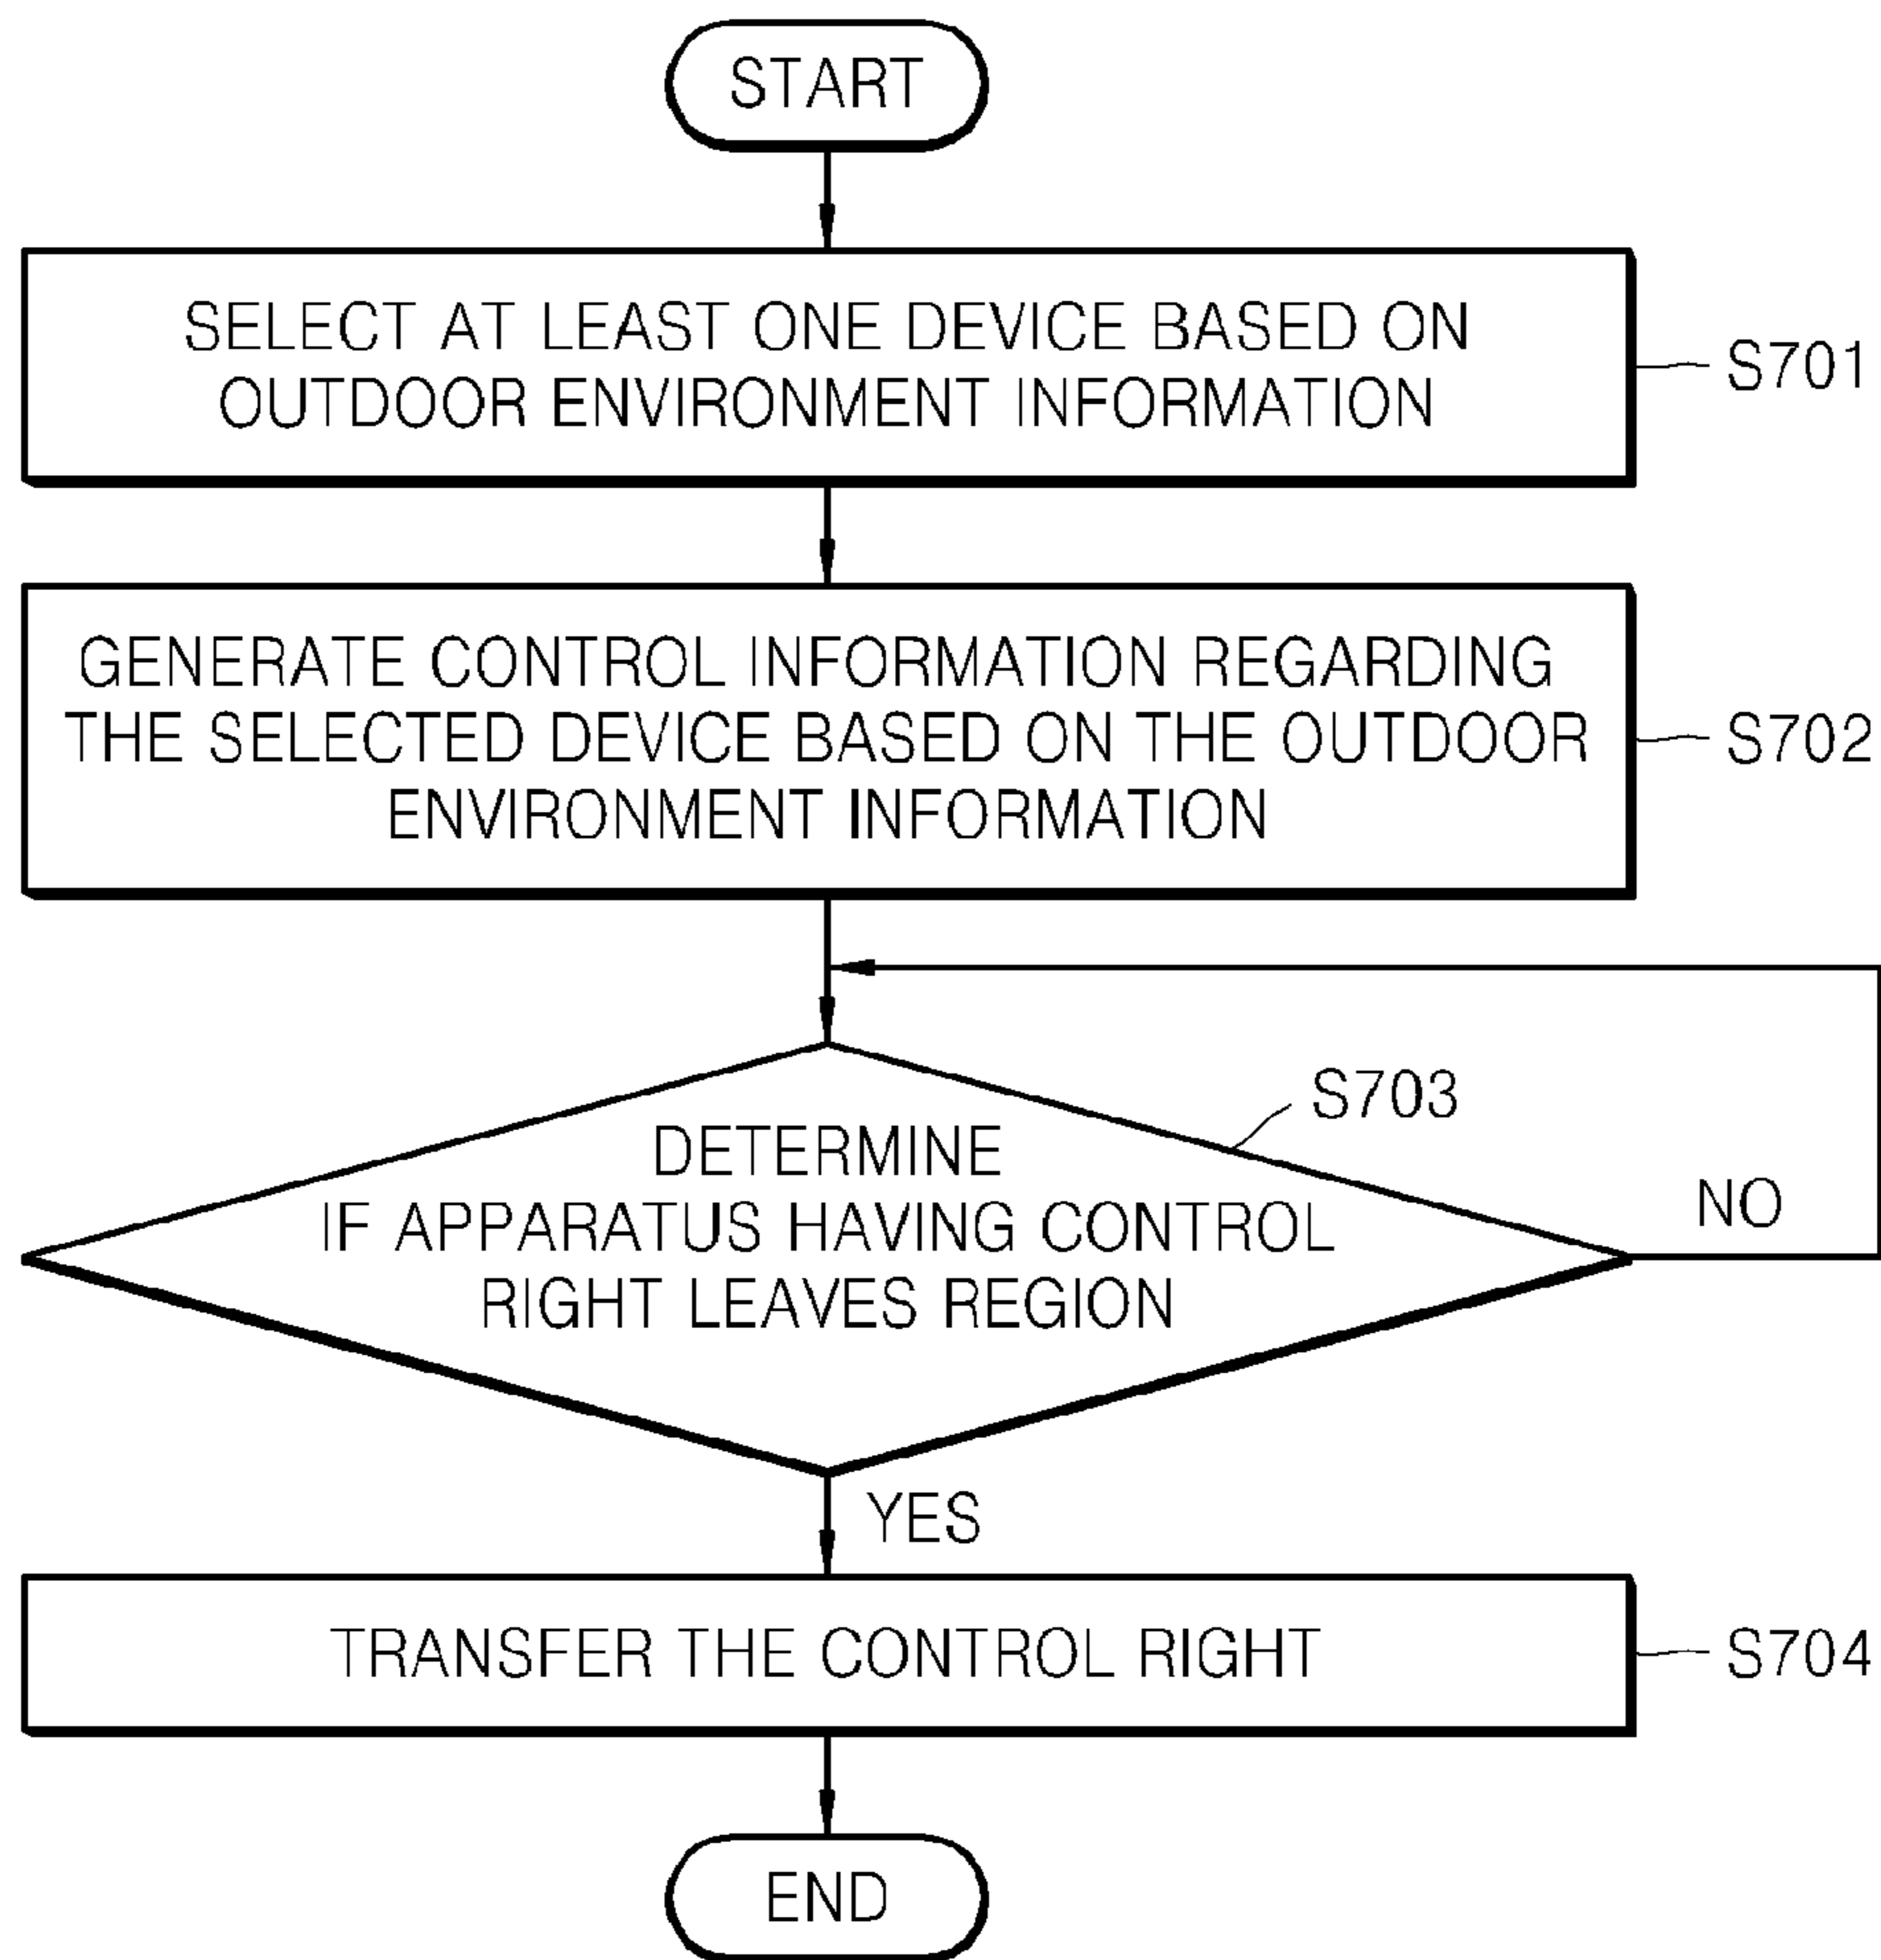 START
SELECT AT LEAST ONE DEVICE BASED ON
OUTDOOR ENVIRONMENT INFORMATION
S701
GENERATE CONTROL INFORMATION REGARDING
THE SELECTED DEVICE BASED ON THE OUTDOOR
ENVIRONMENT INFORMATION
S702
S703
DETERMINE
IF APPARATUS HAVING CONTROL
RIGHT LEAVES REGION
NO
YES
TRANSFER THE CONTROL RIGHT
S704
END